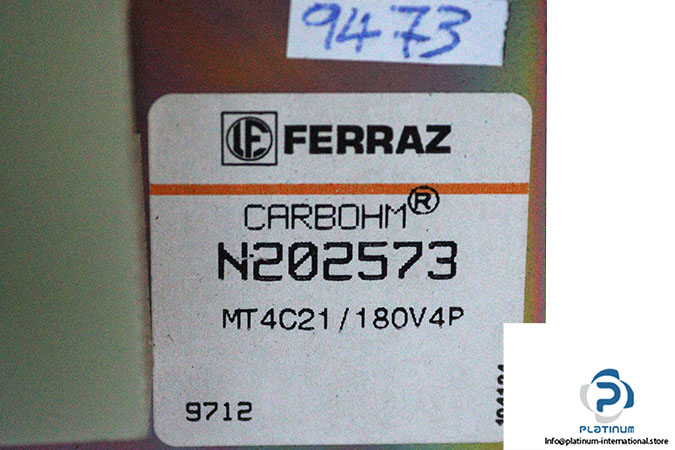 9473
FERRAZ
CARBOHM®
N202573
MT4C21/180V4P
9712
PLATINUM
Info@platinum-international.store